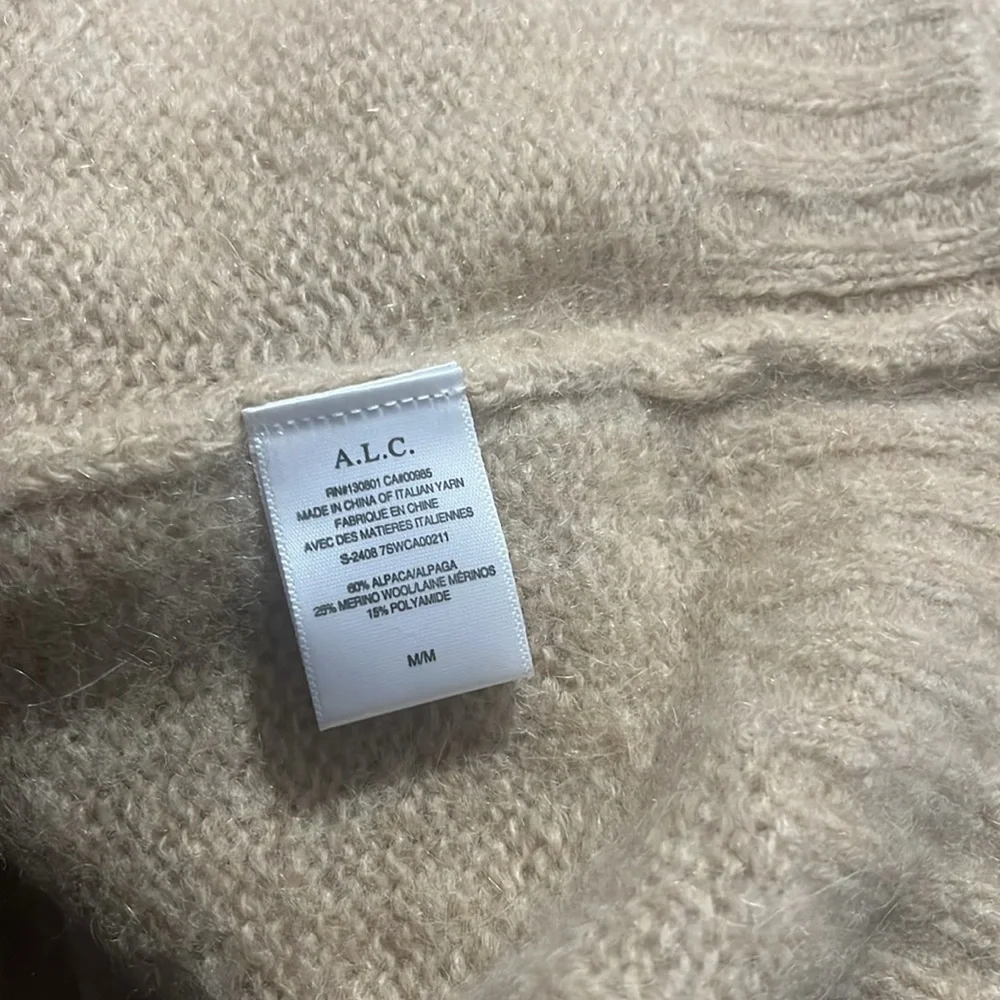 A.L.C.
RN#130801 CA#00985
MADE IN CHINA OF ITALIAN YARN
FABRIQUE EN CHINE
AVEC DES MATIERES ITALIENNES
S-2408 7SWCA00211
60% ALPACA/ALPAGA
25% MERINO WOOL/LAINE MÉRINOS
15% POLYAMIDE
M/M